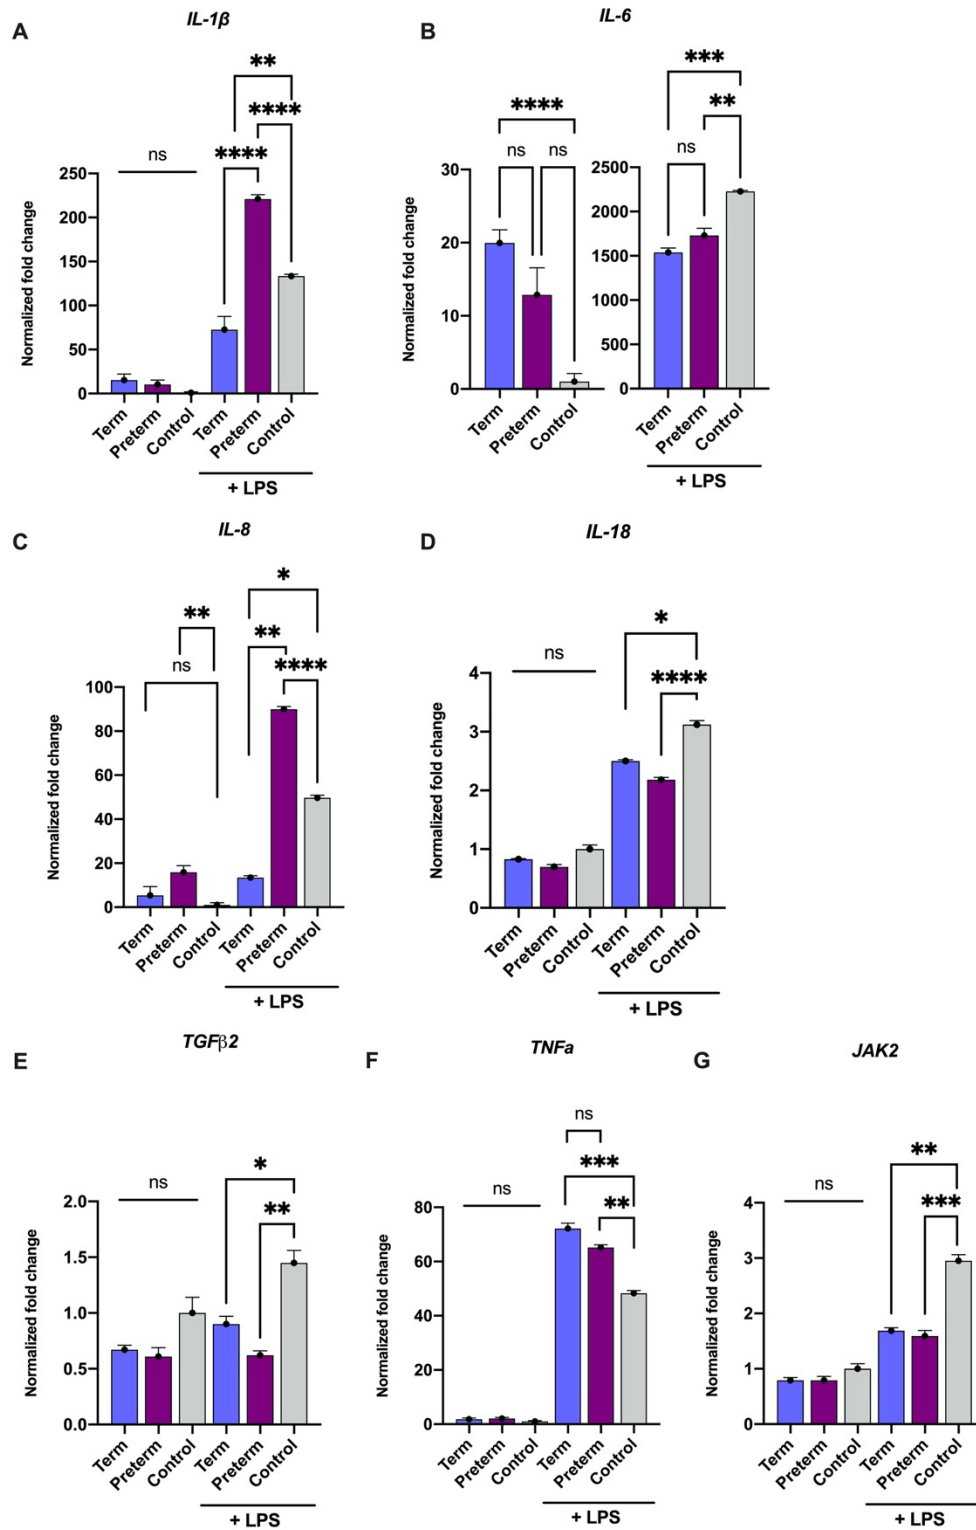 A
IL-1β
**
****
ns
****
250
200
150
100
50
0
Normalized fold change
Term
Preterm
Control
Term
Preterm
Control
+ LPS
B
IL-6
****
ns
ns
30
20
10
0
Normalized fold change
Term
Preterm
Control
***
**
ns
2500
2000
1500
1000
500
0
Term
Preterm
Control
+ LPS
C
IL-8
*
**
**
ns
****
100
80
60
40
20
0
Normalized fold change
Term
Preterm
Control
Term
Preterm
Control
+ LPS
D
IL-18
*
ns
****
4
3
2
1
0
Normalized fold change
Term
Preterm
Control
Term
Preterm
Control
+ LPS
E
TGFβ2
*
ns
**
2.0
1.5
1.0
0.5
0.0
Normalized fold change
Term
Preterm
Control
Term
Preterm
Control
+ LPS
F
TNFa
ns
***
ns
**
80
60
40
20
0
Normalized fold change
Term
Preterm
Control
Term
Preterm
Control
+ LPS
G
JAK2
**
ns
***
4
3
2
1
0
Normalized fold change
Term
Preterm
Control
Term
Preterm
Control
+ LPS